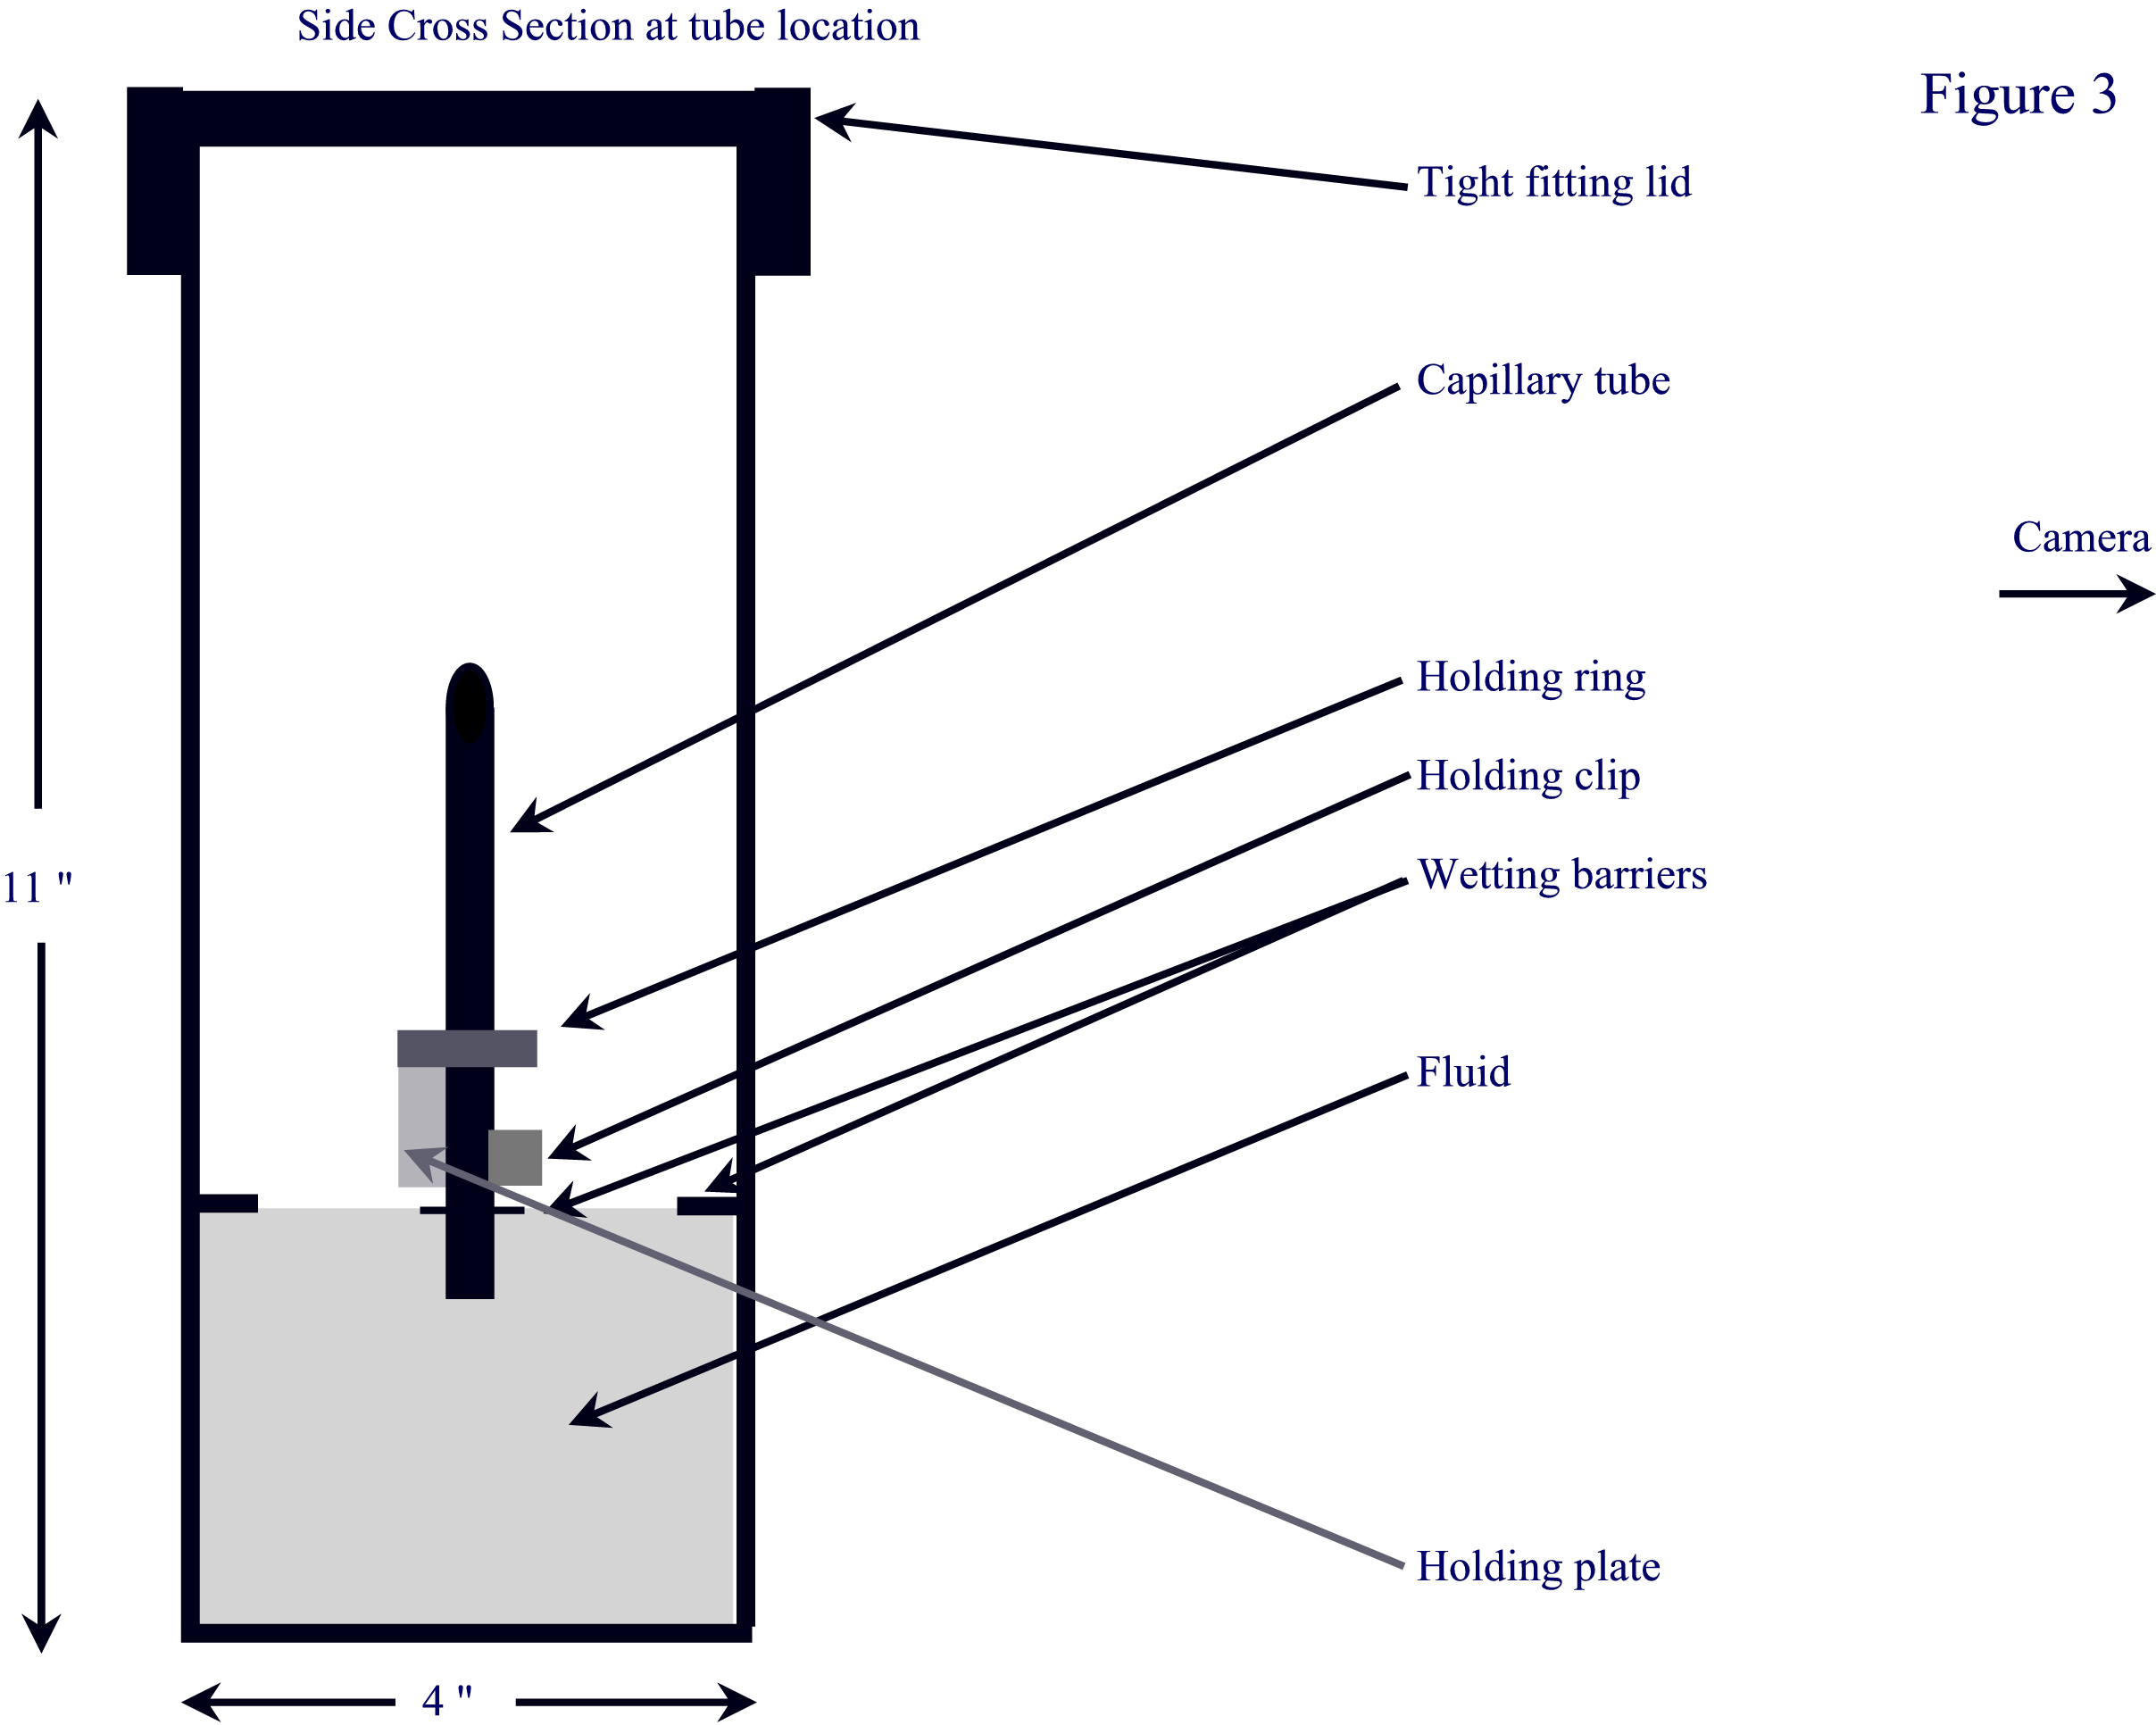 Side Cross Section at tube location
Figure 3
Tight fitting lid
Capillary tube
Camera
Holding ring
Holding clip
11 "
Wetting barriers
Fluid
Holding plate
4 "